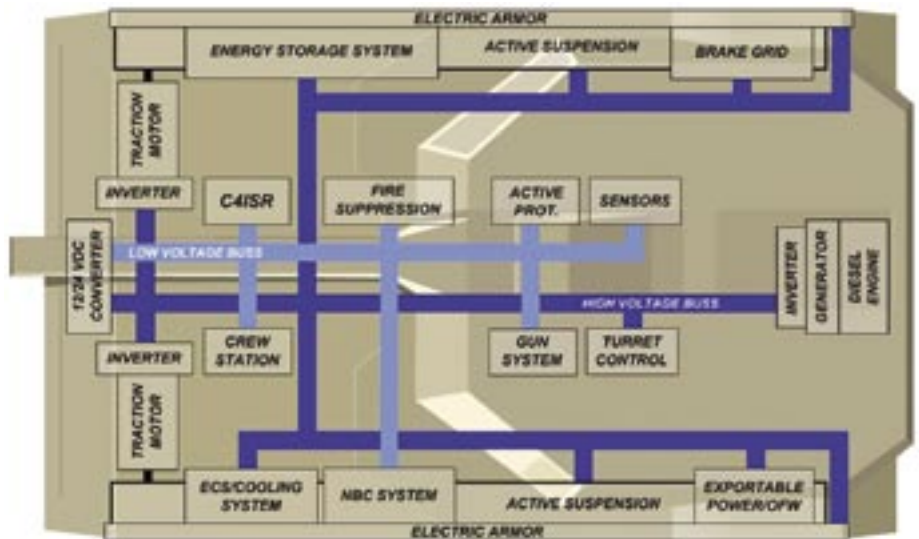 ELECTRIC ARMOR
ENERGY STORAGE SYSTEM
ACTIVE SUSPENSION
BRAKE GRID
TRACTION
MOTOR
INVERTER
C4ISR
FIRE
SUPPRESSION
ACTIVE
PROT.
SENSORS
12/24 VDC
CONVERTER
LOW VOLTAGE BUSS
HIGH VOLTAGE BUSS
INVERTER
GENERATOR
DIESEL
ENGINE
INVERTER
CREW
STATION
GUN
SYSTEM
TURRET
CONTROL
TRACTION
MOTOR
ECS/COOLING
SYSTEM
NBC SYSTEM
ACTIVE SUSPENSION
EXPORTABLE
POWER/OFW
ELECTRIC ARMOR